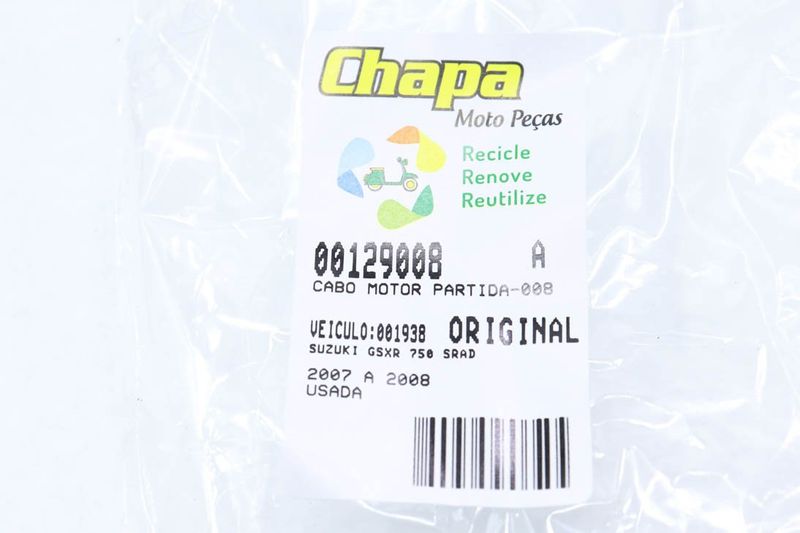 Chapa
Moto Peças
Recicle
Renove
Reutilize
00129008 A
CABO MOTOR PARTIDA-008
VEICULO:001938 ORIGINAL
SUZUKI GSXR 750 SRAD
2007 A 2008
USADA